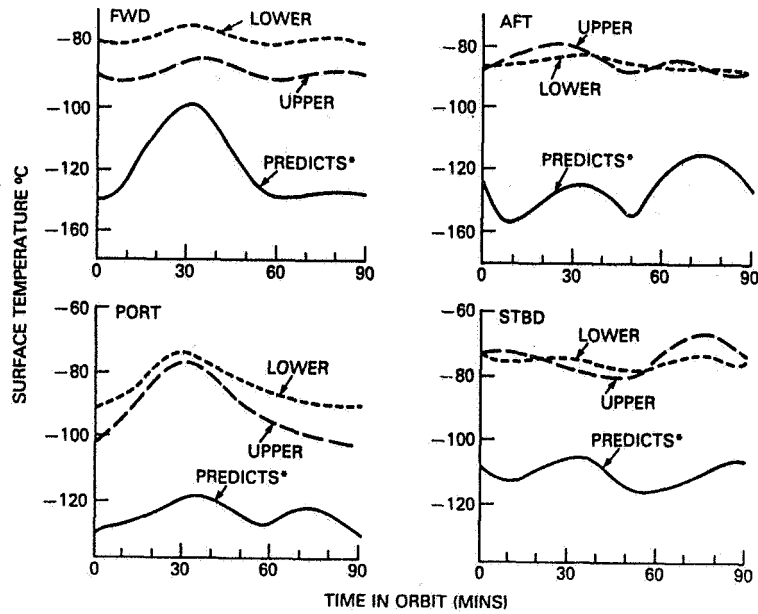 FWD
LOWER
UPPER
PREDICTS*
−80
−100
−120
−160
0 30 60 90
AFT
UPPER
LOWER
PREDICTS*
−80
−100
−120
−160
0 30 60 90
SURFACE TEMPERATURE ºC
PORT
LOWER
UPPER
PREDICTS*
−60
−80
−100
−120
0 30 60 90
STBD
LOWER
UPPER
PREDICTS*
−60
−80
−100
−120
0 30 60 90
TIME IN ORBIT (MINS)